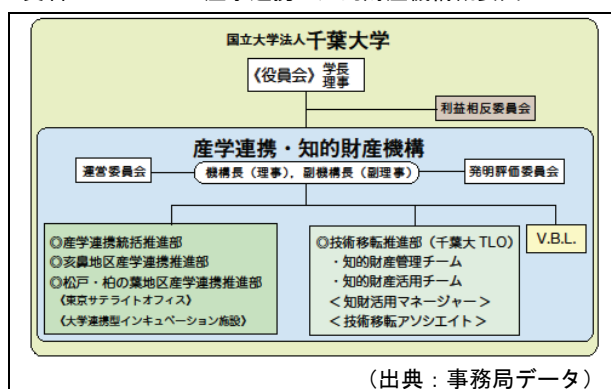 国立大学法人千葉大学
《役員会》学長
理事
利益相反委員会
産学連携・知的財産機構
運営委員会
機構長（理事），副機構長（副理事）
発明評価委員会
◎産学連携統括推進部
◎亥鼻地区産学連携推進部
◎松戸・柏の葉地区産学連携推進部
《東京サテライトオフィス》
《大学連携型インキュベーション施設》
◎技術移転推進部（千葉大 TLO）
・知的財産管理チーム
・知的財産活用チーム
＜知財活用マネージャー＞
＜技術移転アソシエイト＞
V.B.L.
（出典：事務局データ）